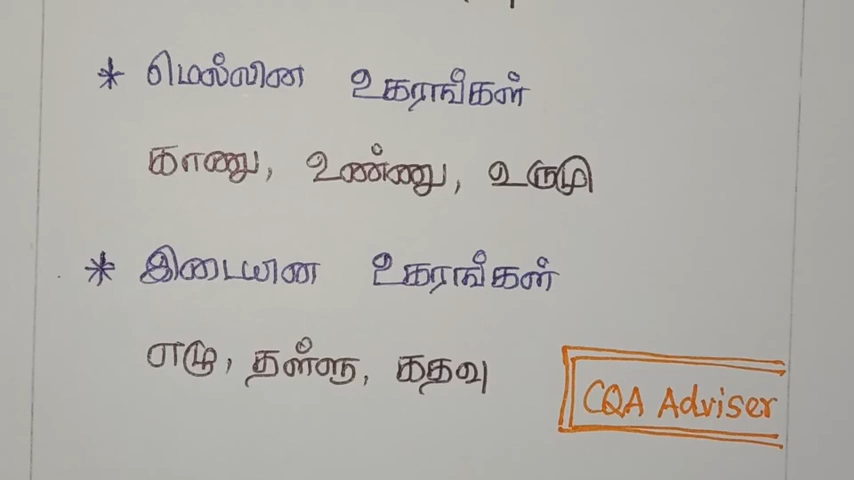 * மெல்லின உகரங்கள்
காணு, உண்ணு, உருமு
* இடையின உகரங்கள்
எழு, தள்ளு, கதவு
CQA Adviser